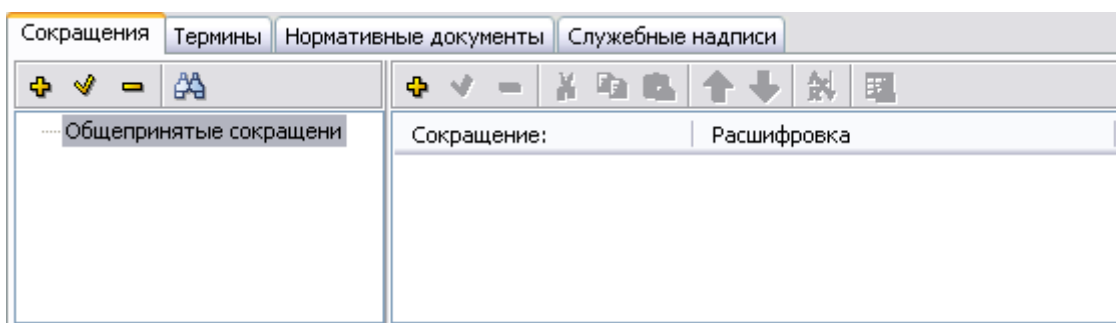 Сокращения Термины Нормативные документы Служебные надписи
Общепринятые сокращени
Сокращение: Расшифровка